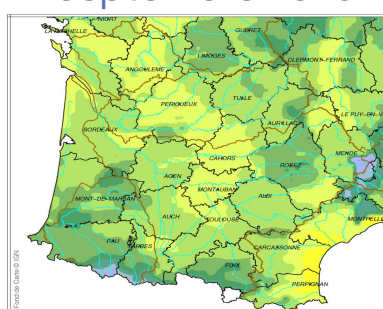 NIORT
GUERET
LA ROCHELLE
LIMOGES
CLERMONT-FERRAND
ANGOULEME
TULLE
PERIGUEUX
LE PUY-EN-V
AURILLAC
BORDEAUX
CAHORS
MENDE
RODEZ
AGEN
MONTAUBAN
MONT-DE-MARSAN
ALBI
AUCH
TOULOUSE
MONTPELL
PAU
TARBES
CARCASSONNE
FOIX
PERPIGNAN
Fond de Carte © IGN